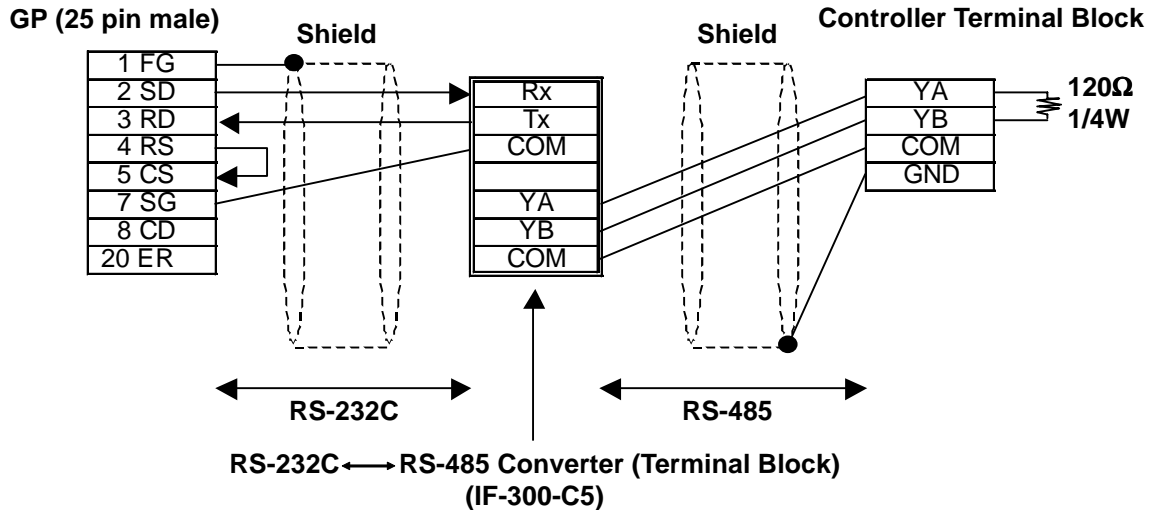 GP (25 pin male)
Shield
Shield
Controller Terminal Block
1 FG
2 SD
3 RD
4 RS
5 CS
7 SG
8 CD
20 ER
Rx
Tx
COM
YA
YB
COM
YA
YB
COM
GND
120Ω
1/4W
RS-232C
RS-485
RS-232C ←→ RS-485 Converter (Terminal Block)
(IF-300-C5)